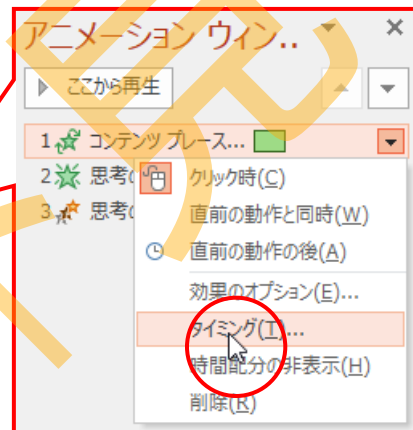 アニメーション ウィン..
ここから再生
1 コンテンツ プレース...
2 思考の
3 思考の
クリック時(C)
直前の動作と同時(W)
直前の動作の後(A)
効果のオプション(E)...
タイミング(T)...
時間配分の非表示(H)
削除(R)